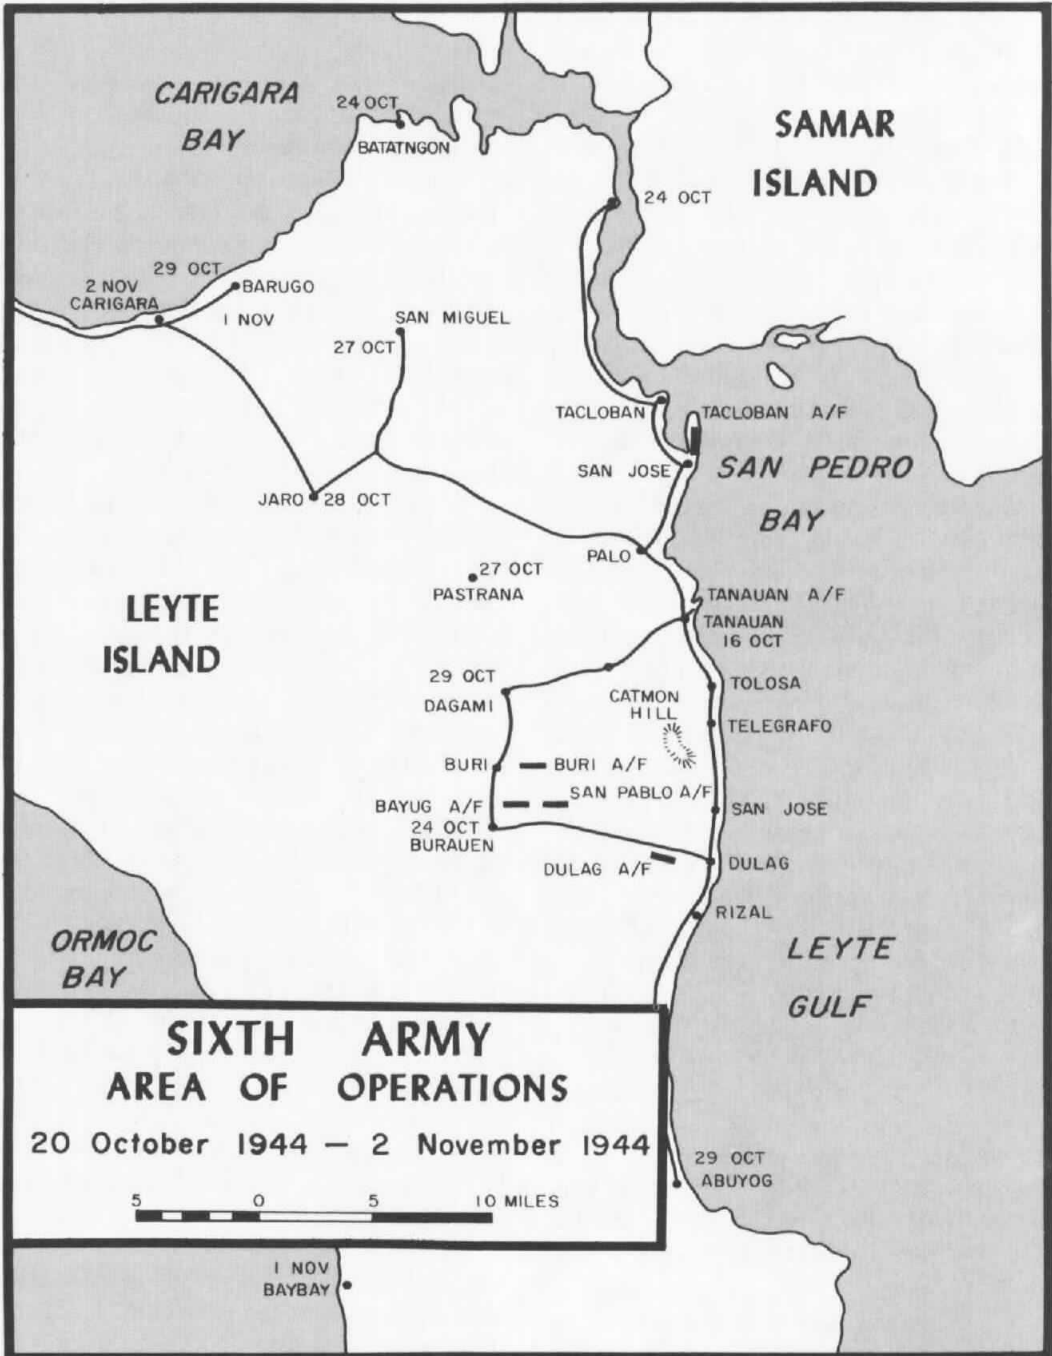 CARIGARA
BAY
24 OCT
BATATNGON
SAMAR
ISLAND
24 OCT
29 OCT
BARUGO
2 NOV
CARIGARA
1 NOV
SAN MIGUEL
27 OCT
TACLOBAN
TACLOBAN A/F
SAN JOSE
SAN PEDRO
BAY
JARO
28 OCT
PALO
27 OCT
PASTRANA
TANAUAN A/F
TANAUAN
16 OCT
LEYTE
ISLAND
29 OCT
DAGAMI
CATMON
HILL
TOLOSA
TELEGRAFO
BURI
BURI A/F
SAN PABLO A/F
BAYUG A/F
SAN JOSE
24 OCT
BURAUEN
DULAG A/F
DULAG
RIZAL
ORMOC
BAY
LEYTE
GULF
SIXTH ARMY
AREA OF OPERATIONS
20 October 1944 – 2 November 1944
5 0 5 10 MILES
29 OCT
ABUYOG
1 NOV
BAYBAY